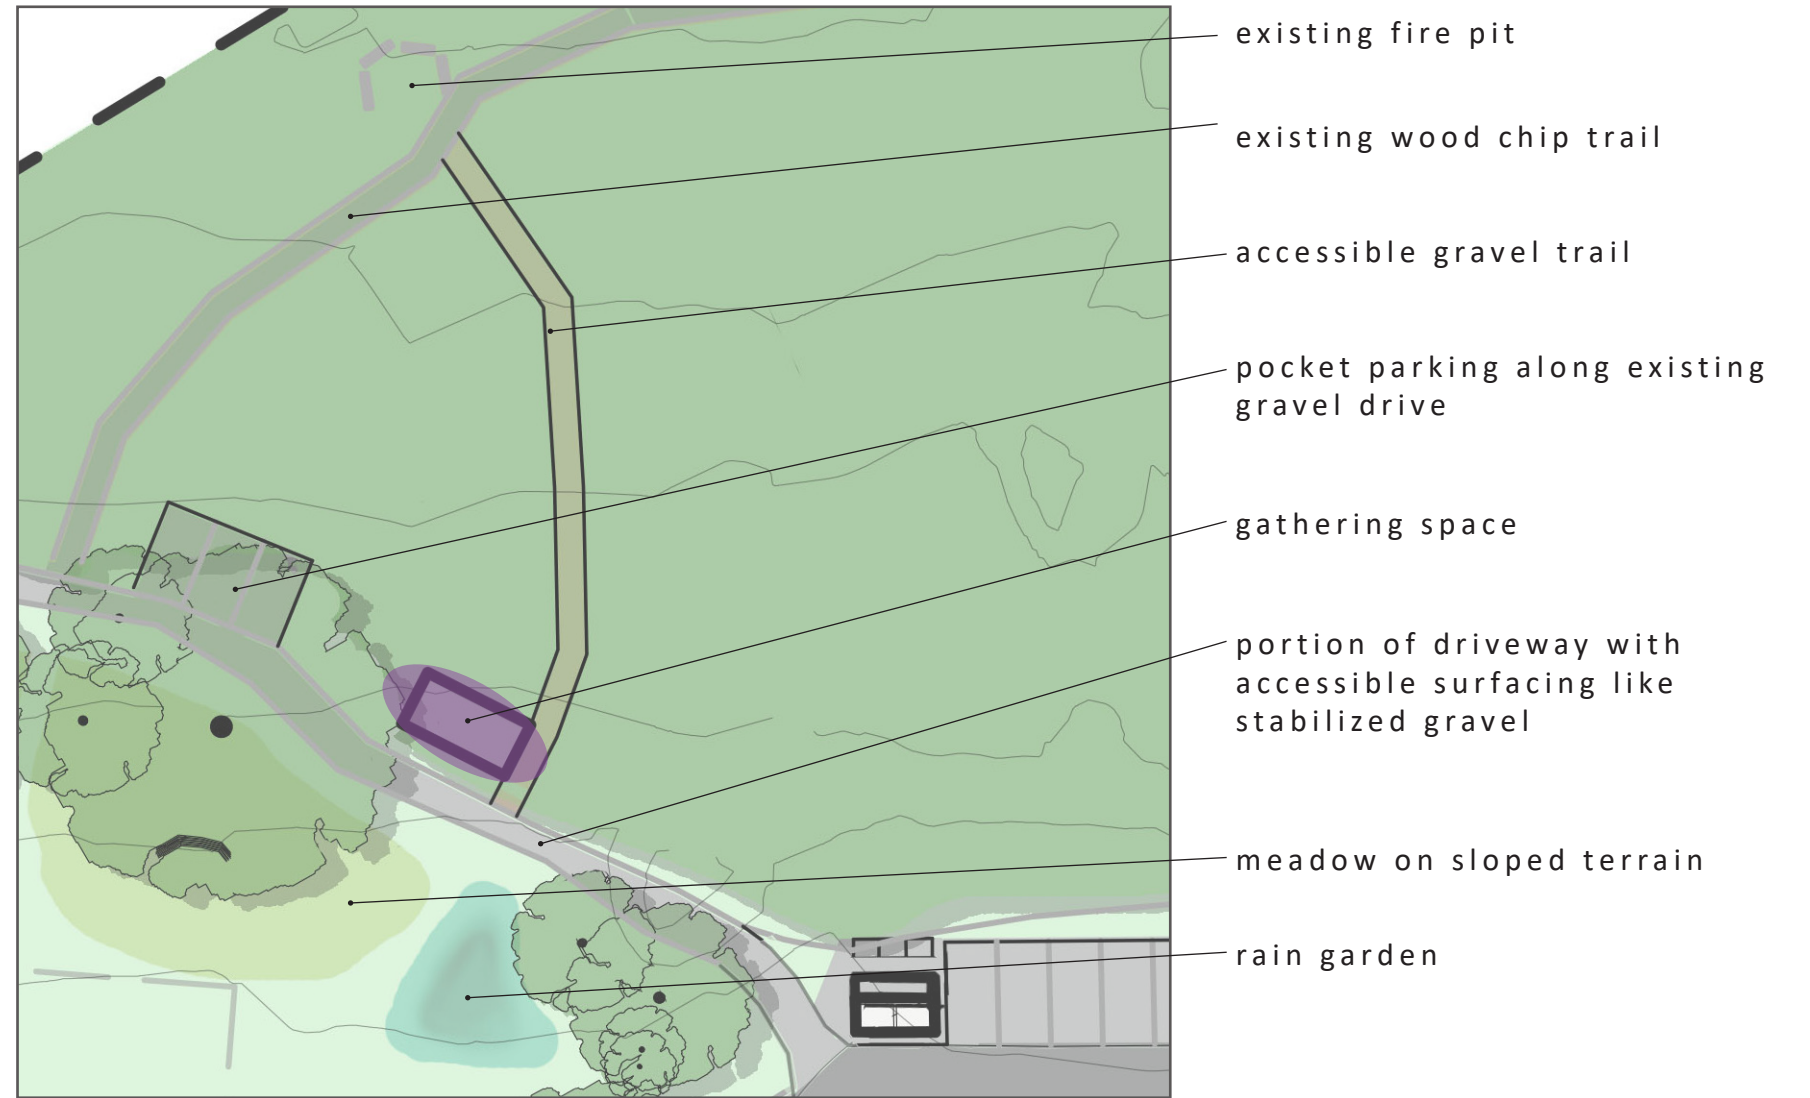 existing fire pit
existing wood chip trail
accessible gravel trail
pocket parking along existing
gravel drive
gathering space
portion of driveway with
accessible surfacing like
stabilized gravel
meadow on sloped terrain
rain garden